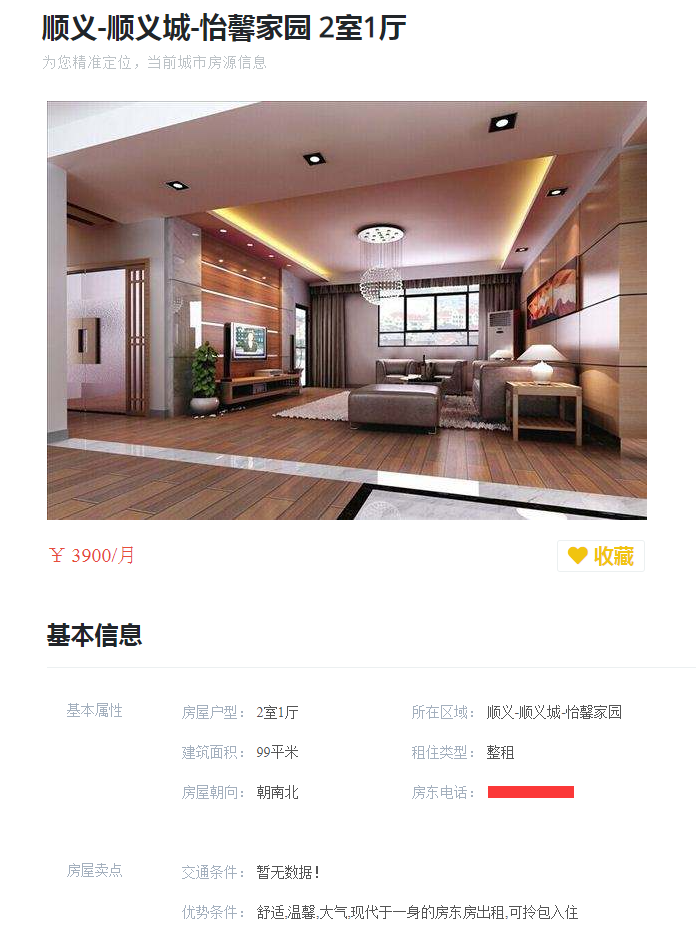 顺义-顺义城-怡馨家园 2室1厅
为您精准定位，当前城市房源信息
￥ 3900/月
收藏
基本信息
基本属性 房屋户型： 2室1厅 所在区域： 顺义-顺义城-怡馨家园
建筑面积： 99平米 租住类型： 整租
房屋朝向： 朝南北 房东电话：
房屋卖点 交通条件： 暂无数据！
优势条件： 舒适,温馨,大气,现代于一身的房东房出租,可拎包入住